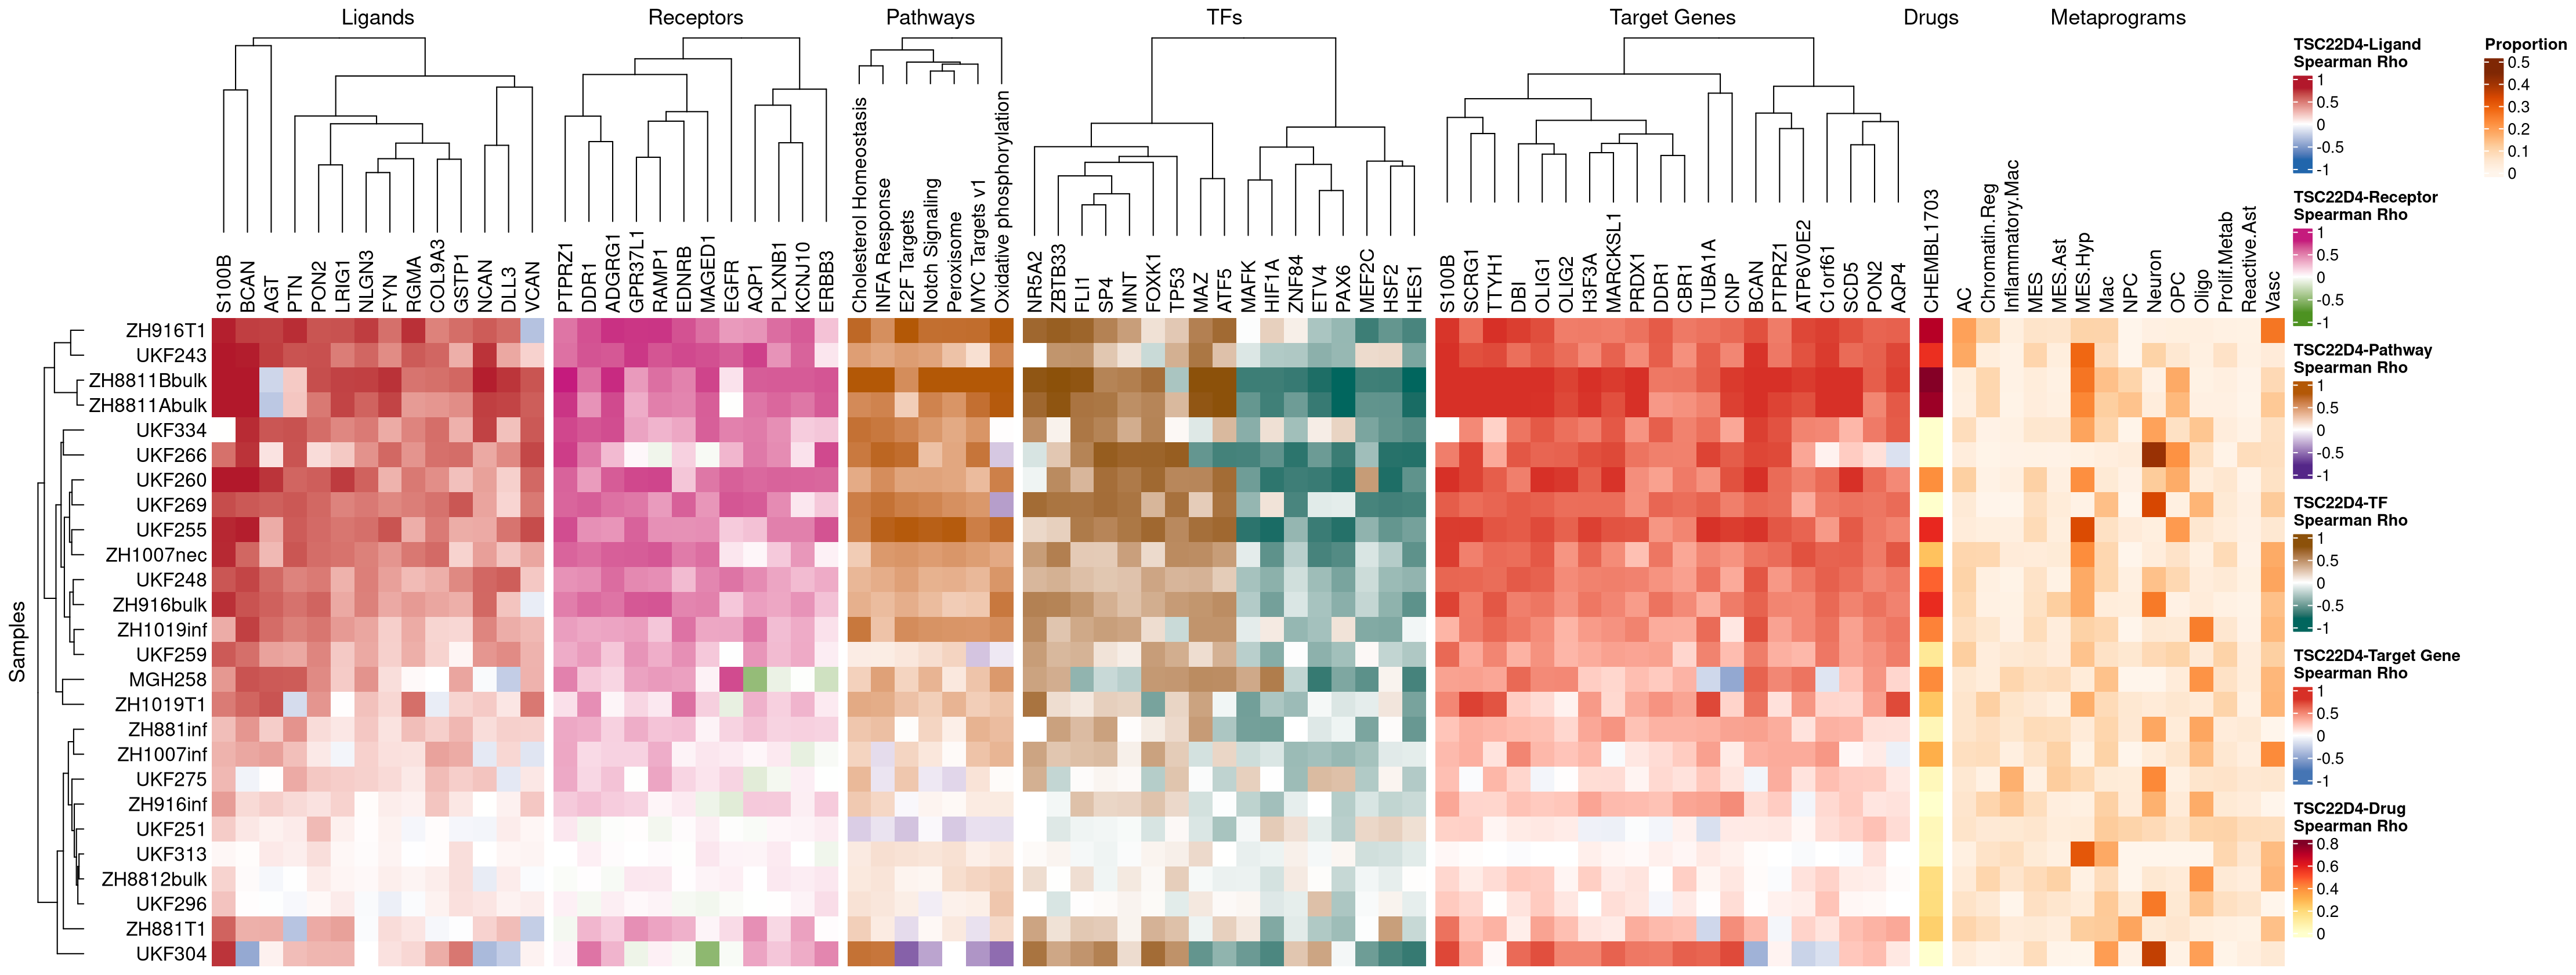 Ligands
Receptors
Pathways
TFs
Target Genes
Drugs
Metaprograms
S100B
BCAN
AGT
PTN
PON2
LRIG1
NLGN3
FYN
RGMA
COL9A3
GSTP1
NCAN
DLL3
VCAN
PTPRZ1
DDR1
ADGRG1
GPR37L1
RAMP1
EDNRB
MAGED1
EGFR
AQP1
PLXNB1
KCNJ10
ERBB3
Cholesterol Homeostasis
INFA Response
E2F Targets
Notch Signaling
Peroxisome
MYC Targets v1
Oxidative phosphorylation
NR5A2
ZBTB33
FLI1
SP4
MNT
FOXK1
TP53
MAZ
ATF5
MAFK
HIF1A
ZNF84
ETV4
PAX6
MEF2C
HSF2
HES1
S100B
SCRG1
TTYH1
DBI
OLIG1
OLIG2
H3F3A
MARCKSL1
PRDX1
DDR1
CBR1
TUBA1A
CNP
BCAN
PTPRZ1
ATP6V0E2
C1orf61
SCD5
PON2
AQP4
CHEMBL1703
AC
Chromatin.Reg
Inflammatory.Mac
MES
MES.Ast
MES.Hyp
Mac
NPC
Neuron
OPC
Oligo
Prolif.Metab
Reactive.Ast
Vasc
Samples
ZH916T1
UKF243
ZH8811Bbulk
ZH8811Abulk
UKF334
UKF266
UKF260
UKF269
UKF255
ZH1007nec
UKF248
ZH916bulk
ZH1019inf
UKF259
MGH258
ZH1019T1
ZH881inf
ZH1007inf
UKF275
ZH916inf
UKF251
UKF313
ZH8812bulk
UKF296
ZH881T1
UKF304
TSC22D4-Ligand
Spearman Rho
1
0.5
0
-0.5
-1
TSC22D4-Receptor
Spearman Rho
1
0.5
0
-0.5
-1
TSC22D4-Pathway
Spearman Rho
1
0.5
0
-0.5
-1
TSC22D4-TF
Spearman Rho
1
0.5
0
-0.5
-1
TSC22D4-Target Gene
Spearman Rho
1
0.5
0
-0.5
-1
TSC22D4-Drug
Spearman Rho
0.8
0.6
0.4
0.2
0
Proportion
0.5
0.4
0.3
0.2
0.1
0